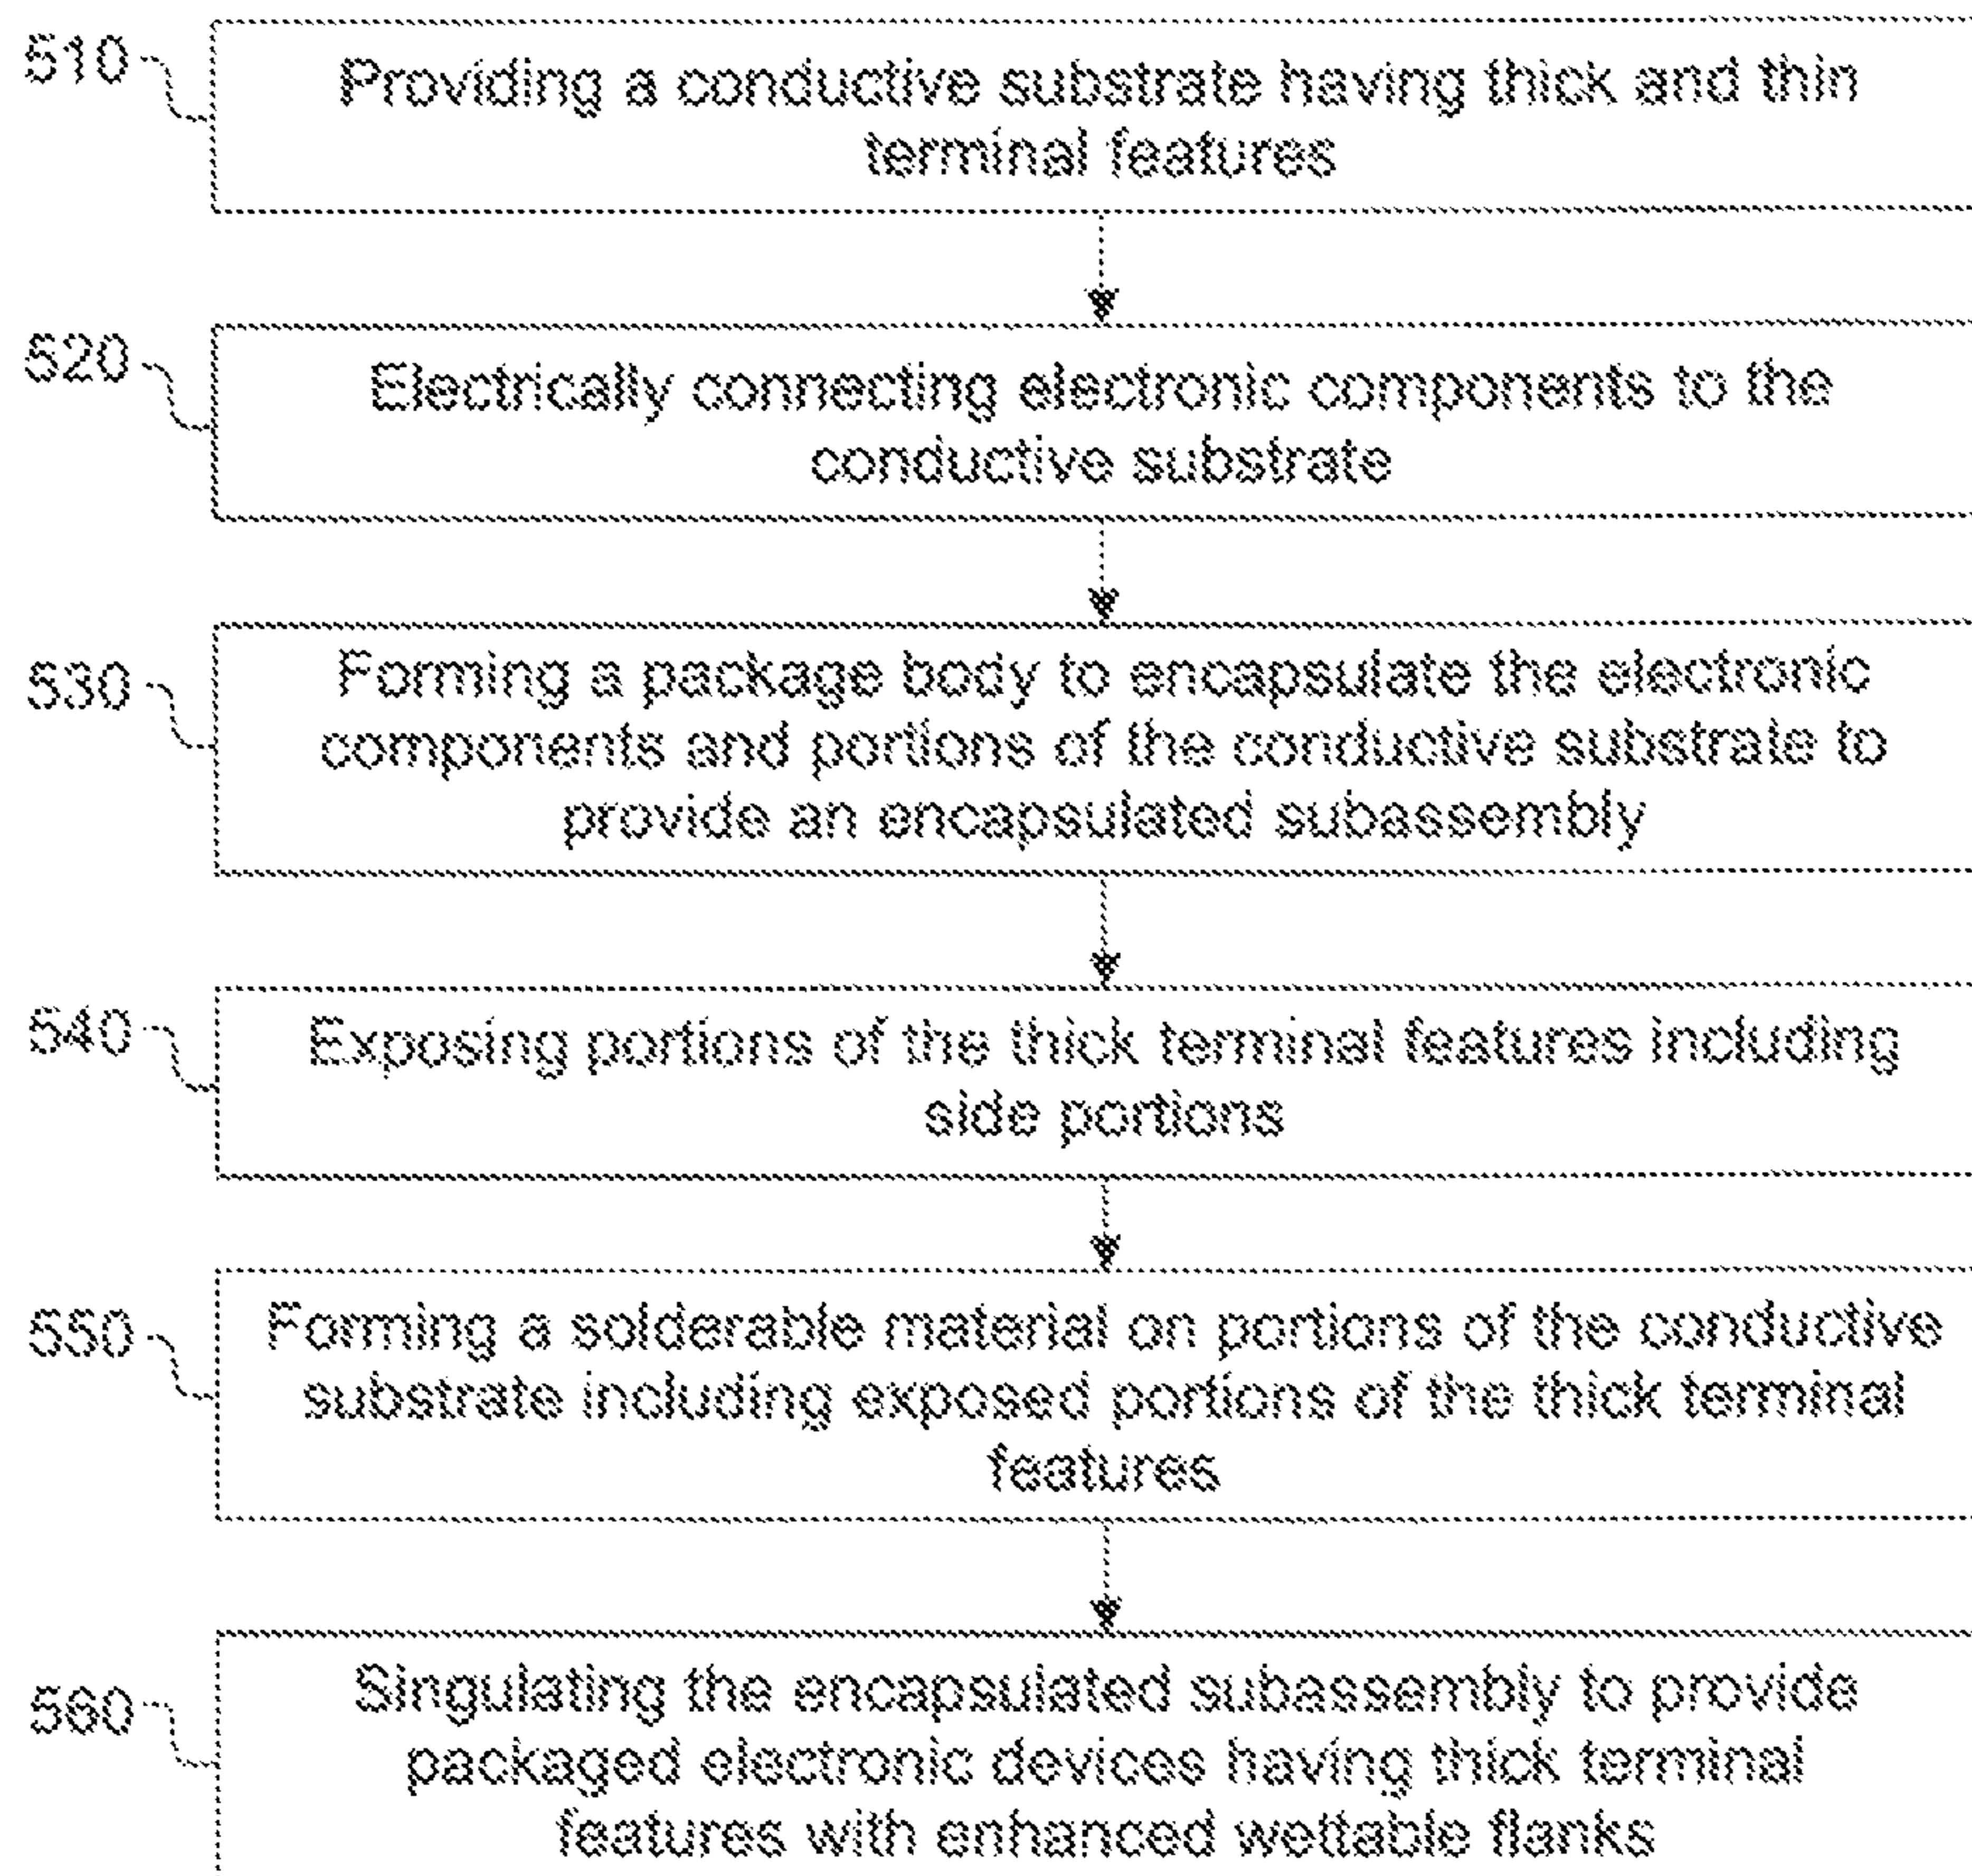 510
Providing a conductive substrate having thick and thin
terminal features
520
Electrically connecting electronic components to the
conductive substrate
530
Forming a package body to encapsulate the electronic
components and portions of the conductive substrate to
provide an encapsulated subassembly
540
Exposing portions of the thick terminal features including
side portions
550
Forming a solderable material on portions of the conductive
substrate including exposed portions of the thick terminal
features
560
Singulating the encapsulated subassembly to provide
packaged electronic devices having thick terminal
features with enhanced wettable flanks